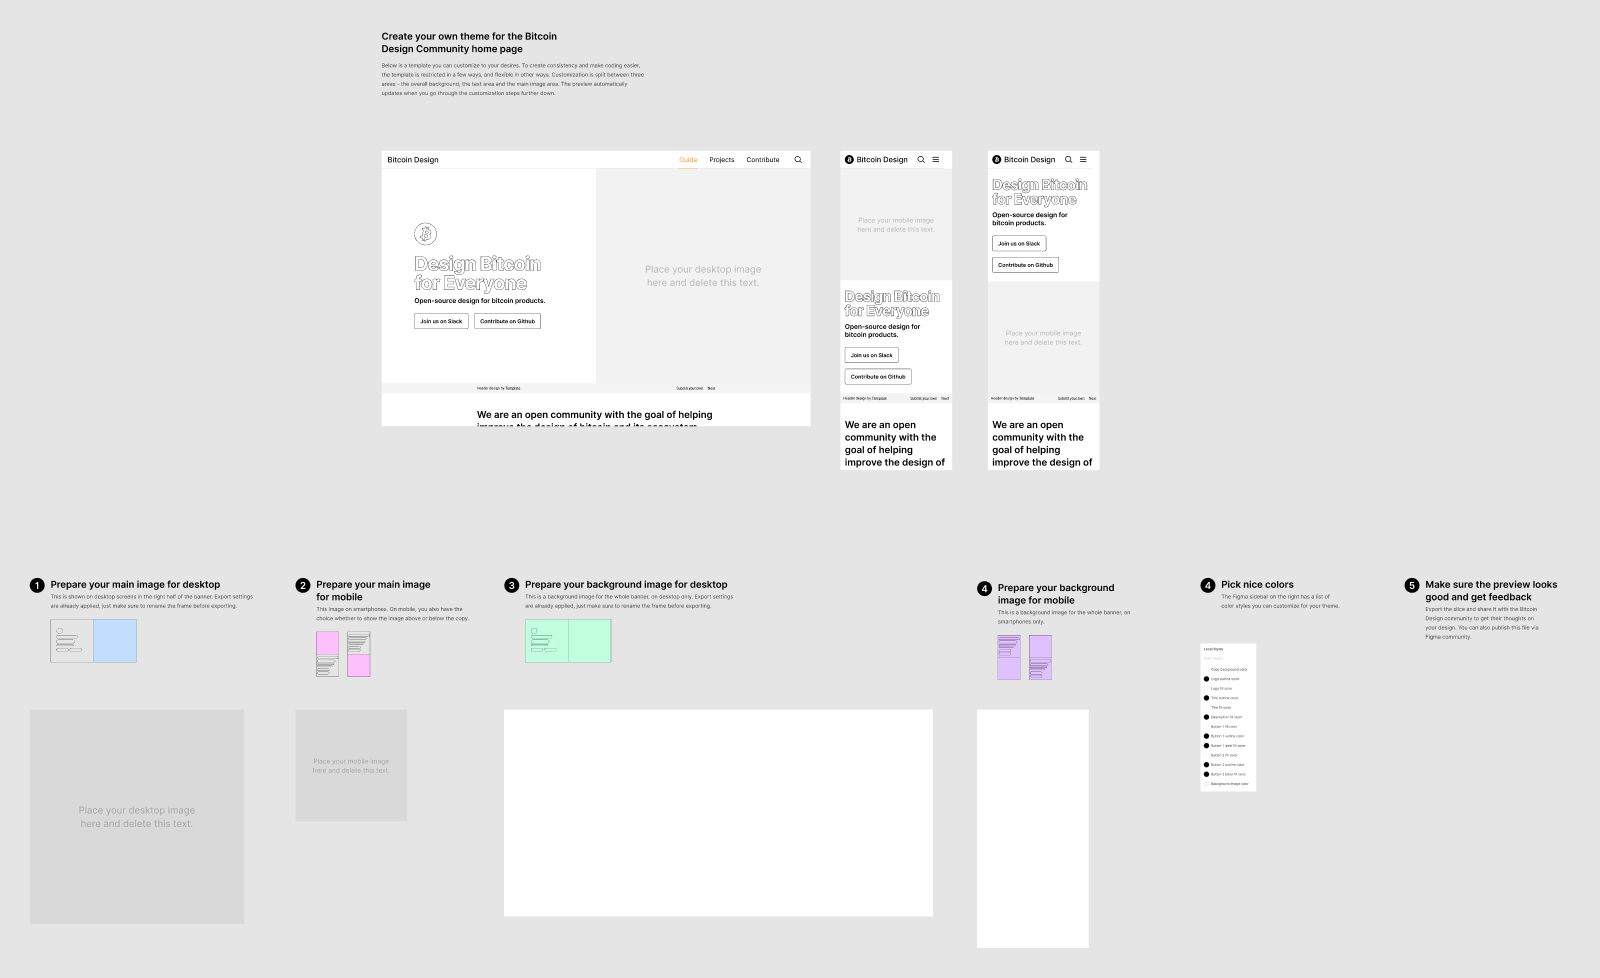 Create your own theme for the Bitcoin
Design Community home page
Below is a template you can customize to your desires. To create consistency and make coding easier,
the template is restricted in a few ways, and flexible in other ways. Customization is split between three
areas - the overall background, the text area and the main image area. The preview automatically
updates when you go through the customization steps further down.
Bitcoin Design
Guide
Projects
Contribute
Design Bitcoin
for Everyone
Open-source design for bitcoin products.
Join us on Slack
Contribute on Github
Place your desktop image
here and delete this text.
Header design by Template
Submit your own
Next
We are an open community with the goal of helping
improve the design of bitcoin and its ecosystem
Bitcoin Design
Place your mobile image
here and delete this text.
Design Bitcoin
for Everyone
Open-source design for
bitcoin products.
Join us on Slack
Contribute on Github
Header design by Template
Submit your own
Next
We are an open
community with the
goal of helping
improve the design of
Bitcoin Design
Design Bitcoin
for Everyone
Open-source design for
bitcoin products.
Join us on Slack
Contribute on Github
Place your mobile image
here and delete this text.
Header design by Template
Submit your own
Next
We are an open
community with the
goal of helping
improve the design of
1
Prepare your main image for desktop
This is shown on desktop screens in the right half of the banner. Export settings
are already applied, just make sure to rename the frame before exporting.
Place your desktop image
here and delete this text.
2
Prepare your main image
for mobile
This image on smartphones. On mobile, you also have the
choice whether to show the image above or below the copy.
Place your mobile image
here and delete this text.
3
Prepare your background image for desktop
This is a background image for the whole banner, on desktop only. Export settings
are already applied, just make sure to rename the frame before exporting.
4
Prepare your background
image for mobile
This is a background image for the whole banner, on
smartphones only.
4
Pick nice colors
The Figma sidebar on the right has a list of
color styles you can customize for your theme.
Local Styles
Color Styles
Copy background color
Logo outline color
Logo fill color
Title outline color
Title fill color
Description fill color
Button 1 fill color
Button 1 outline color
Button 1 label fill color
Button 2 fill color
Button 2 outline color
Button 2 label fill color
Background image color
5
Make sure the preview looks
good and get feedback
Export the slice and share it with the Bitcoin
Design community to get their thoughts on
your design. You can also publish this file via
Figma community.